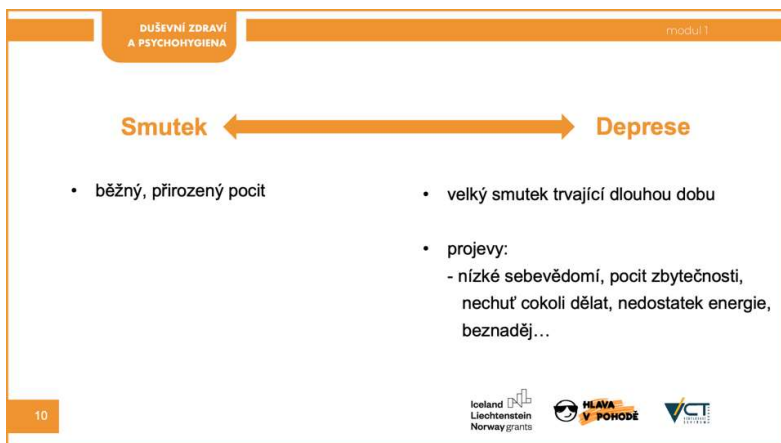 DUŠEVNÍ ZDRAVÍ
A PSYCHOHYGIENA
modul 1
Smutek
Deprese
• běžný, přirozený pocit
• velký smutek trvající dlouhou dobu
• projevy:
- nízké sebevědomí, pocit zbytečnosti,
nechuť cokoli dělat, nedostatek energie,
beznaděj…
10
Iceland
Liechtenstein
Norway grants
HLAVA
V POHODĚ
VCT